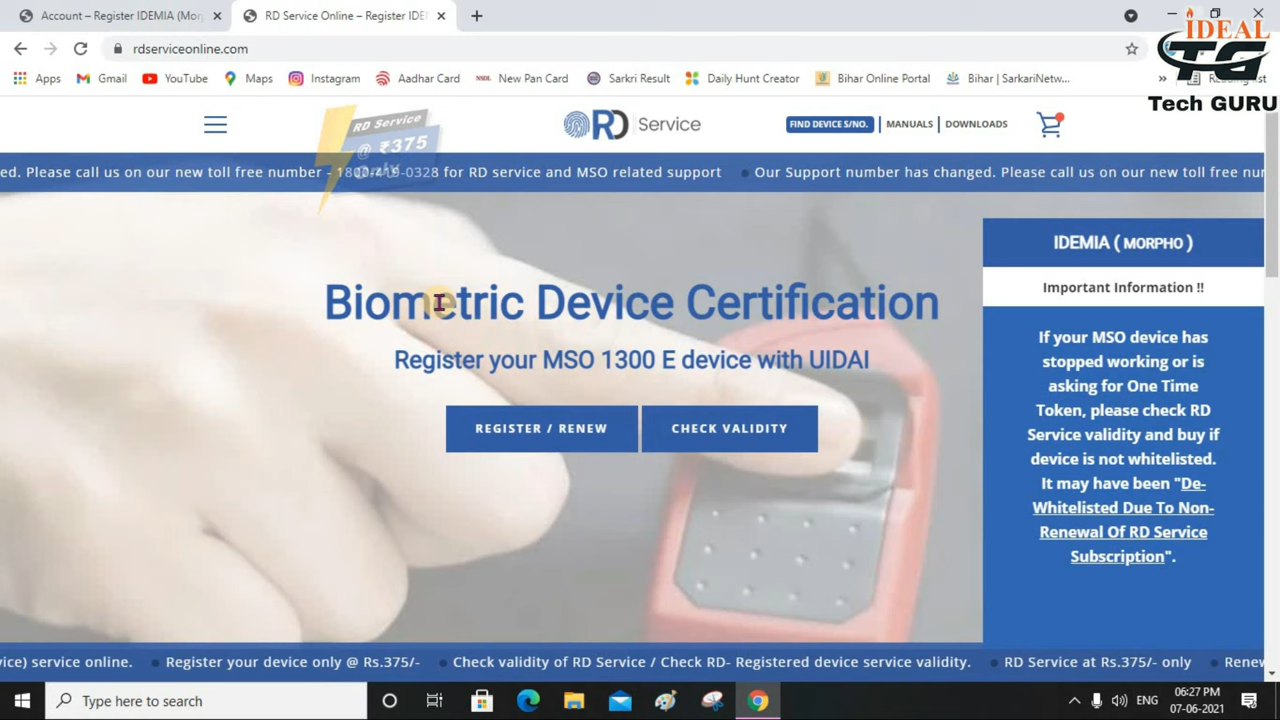 Account – Register IDEMIA (Mor
RD Service Online – Register IDE
IDEAL
TG
Tech GURU
rdserviceonline.com
Apps
Gmail
YouTube
Maps
Instagram
Aadhar Card
NSDL
New Pan Card
Sarkri Result
Daily Hunt Creator
Bihar Online Portal
Bihar | SarkariNetw...
»
Reading list
RD Service
@ ₹375
Only
RD Service
FIND DEVICE S/NO.
MANUALS
DOWNLOADS
ed. Please call us on our new toll free number - 1800-419-0328 for RD service and MSO related support
Our Support number has changed. Please call us on our new toll free nu
Biometric Device Certification
Register your MSO 1300 E device with UIDAI
REGISTER / RENEW
CHECK VALIDITY
IDEMIA ( MORPHO )
Important Information !!
If your MSO device has
stopped working or is
asking for One Time
Token, please check RD
Service validity and buy if
device is not whitelisted.
It may have been "De-
Whitelisted Due To Non-
Renewal Of RD Service
Subscription".
ice) service online.
Register your device only @ Rs.375/-
Check validity of RD Service / Check RD- Registered device service validity.
RD Service at Rs.375/- only
Renew
Type here to search
ENG
06:27 PM
07-06-2021